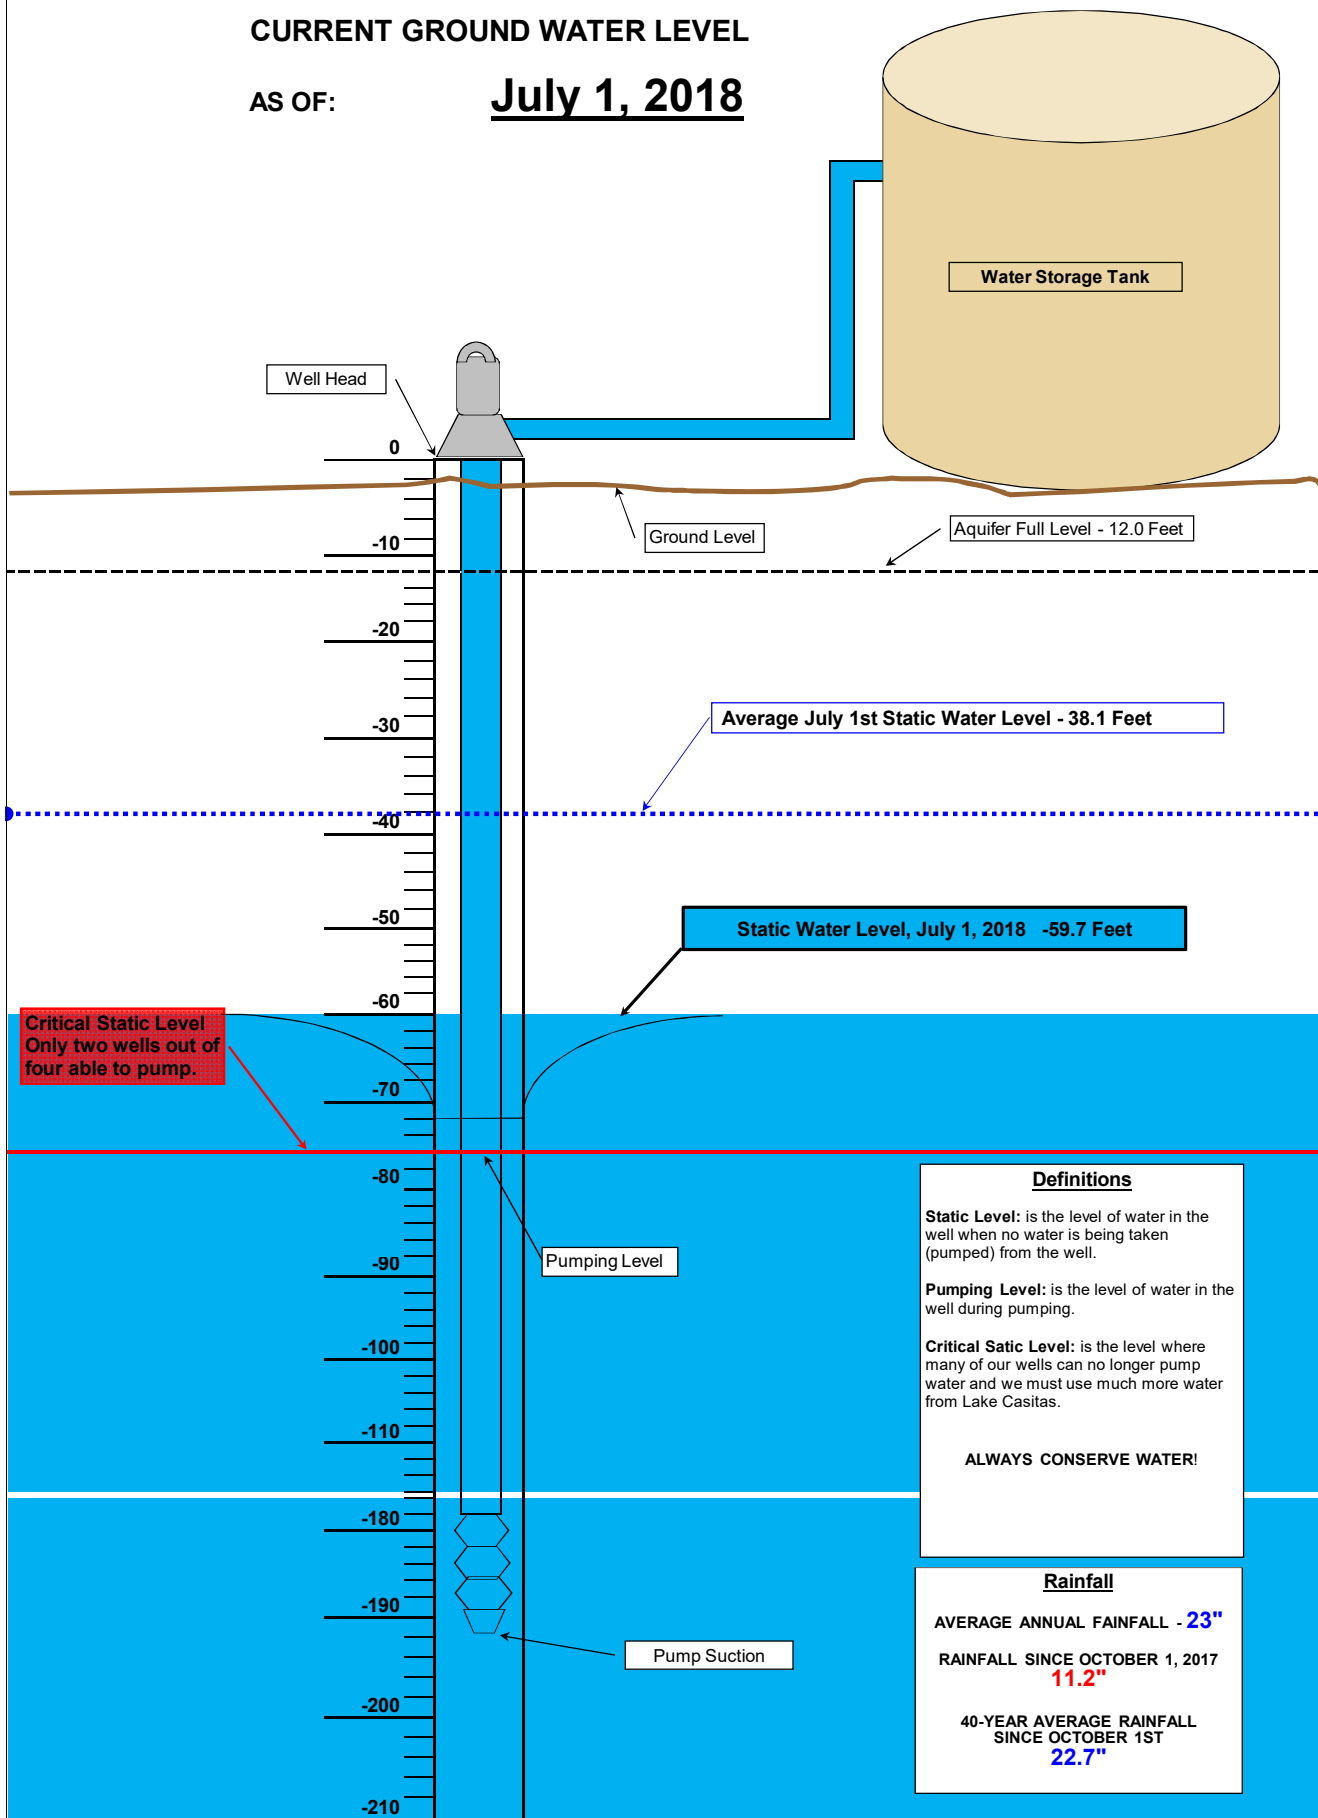 CURRENT GROUND WATER LEVEL
AS OF: July 1, 2018
Water Storage Tank
Well Head
0
Ground Level
Aquifer Full Level - 12.0 Feet
-10
-20
-30
Average July 1st Static Water Level - 38.1 Feet
-40
-50
Static Water Level, July 1, 2018 -59.7 Feet
-60
Critical Static Level
Only two wells out of
four able to pump.
-70
-80
-90
Pumping Level
-100
-110
-180
-190
Pump Suction
-200
-210
Definitions
Static Level: is the level of water in the
well when no water is being taken
(pumped) from the well.
Pumping Level: is the level of water in the
well during pumping.
Critical Satic Level: is the level where
many of our wells can no longer pump
water and we must use much more water
from Lake Casitas.
ALWAYS CONSERVE WATER!
Rainfall
AVERAGE ANNUAL FAINFALL - 23"
RAINFALL SINCE OCTOBER 1, 2017
11.2"
40-YEAR AVERAGE RAINFALL
SINCE OCTOBER 1ST
22.7"